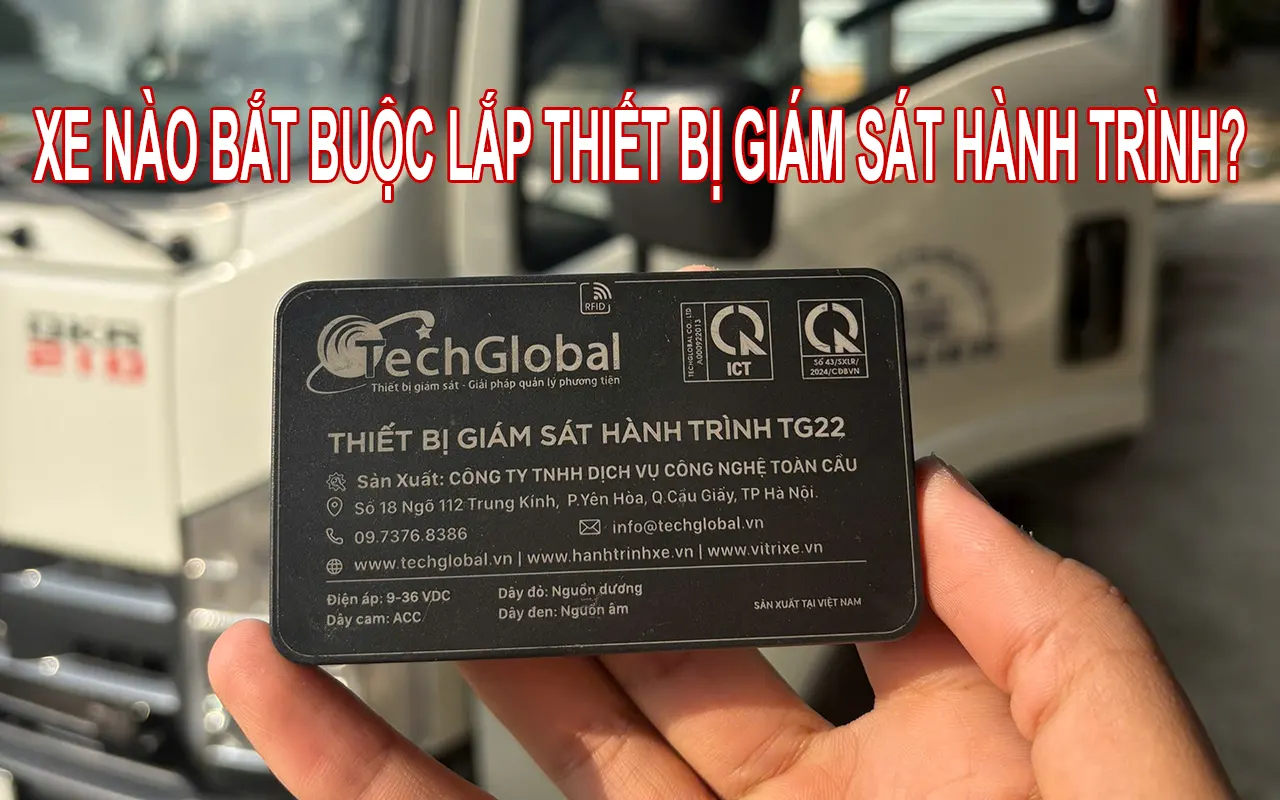 XE NÀO BẮT BUỘC LẮP THIẾT BỊ GIÁM SÁT HÀNH TRÌNH?
RFID
TechGlobal
Thiết bị giám sát - Giải pháp quản lý phương tiện
TECHGLOBAL CO., LTD
A000922013
ICT
Số 43/SXLR/
2024/CĐBVN
THIẾT BỊ GIÁM SÁT HÀNH TRÌNH TG22
Sản Xuất: CÔNG TY TNHH DỊCH VỤ CÔNG NGHỆ TOÀN CẦU
Số 18 Ngõ 112 Trung Kính, P.Yên Hòa, Q.Cầu Giấy, TP Hà Nội.
09.7376.8386 info@techglobal.vn
www.techglobal.vn | www.hanhtrinhxe.vn | www.vitrixe.vn
Điện áp: 9-36 VDC Dây đỏ: Nguồn dương
Dây cam: ACC Dây đen: Nguồn âm
SẢN XUẤT TẠI VIỆT NAM